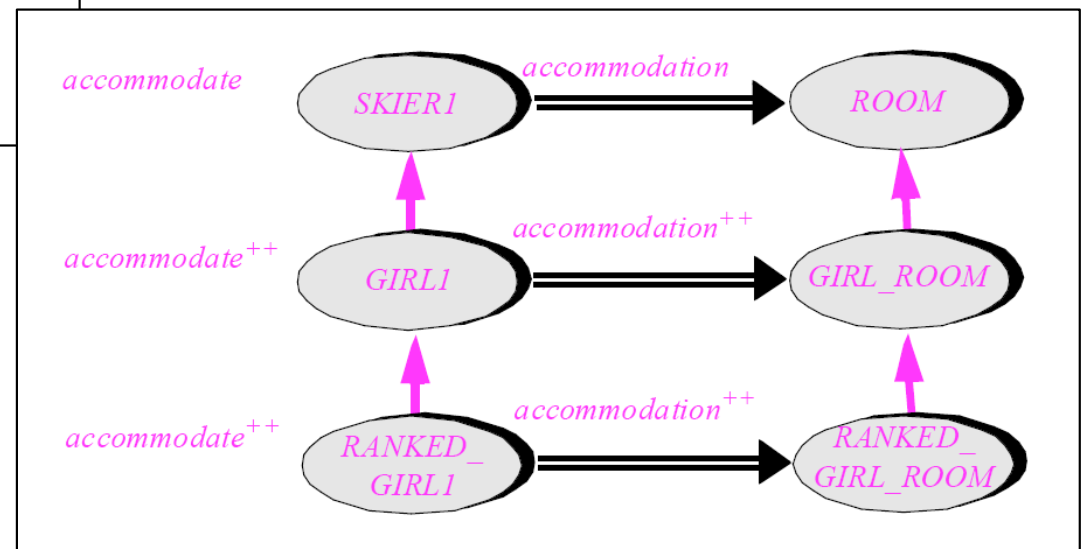 accommodate
accommodation
SKIER1
ROOM
accommodate++
accommodation++
GIRL1
GIRL_ROOM
accommodate++
accommodation++
RANKED_
GIRL1
RANKED_
GIRL_ROOM